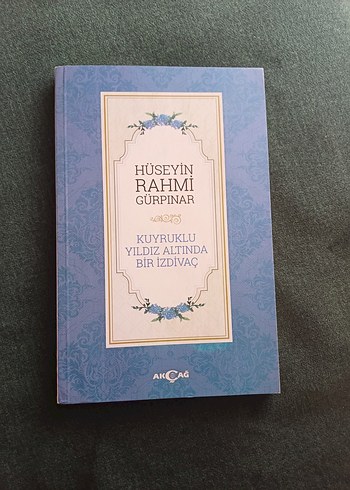 HÜSEYİN
RAHMİ
GÜRPINAR
KUYRUKLU
YILDIZ ALTINDA
BİR İZDİVAÇ
AKÇAĞ